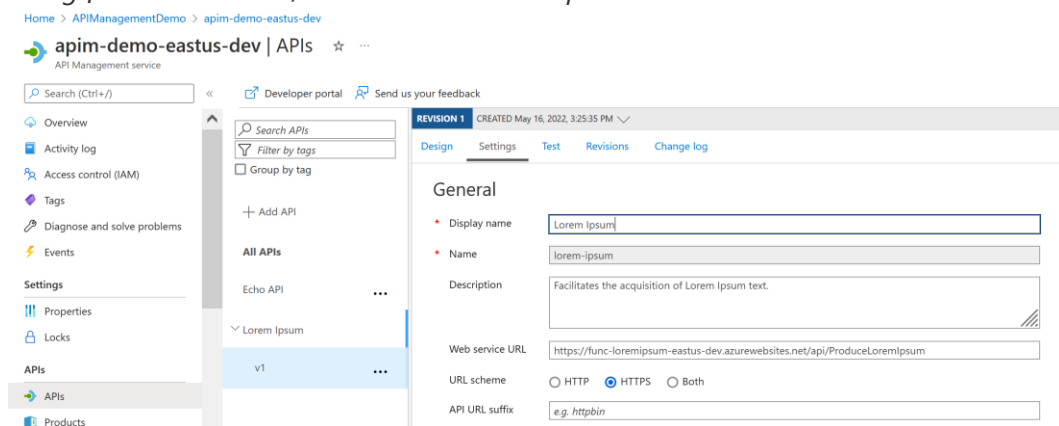 Home > APIManagementDemo > apim-demo-eastus-dev
apim-demo-eastus-dev | APIs
API Management service
Search (Ctrl+/)
Overview
Activity log
Access control (IAM)
Tags
Diagnose and solve problems
Events
Settings
Properties
Locks
APIs
APIs
Products
Developer portal Send us your feedback
Search APIs
Filter by tags
Group by tag
Add API
All APIs
Echo API
Lorem Ipsum
v1
REVISION 1 CREATED May 16, 2022, 3:25:35 PM
Design Settings Test Revisions Change log
General
* Display name Lorem Ipsum
* Name lorem-ipsum
Description Facilitates the acquisition of Lorem Ipsum text.
Web service URL https://func-loremipsum-eastus-dev.azurewebsites.net/api/ProduceLoremIpsum
URL scheme HTTP HTTPS Both
API URL suffix e.g. httpbin